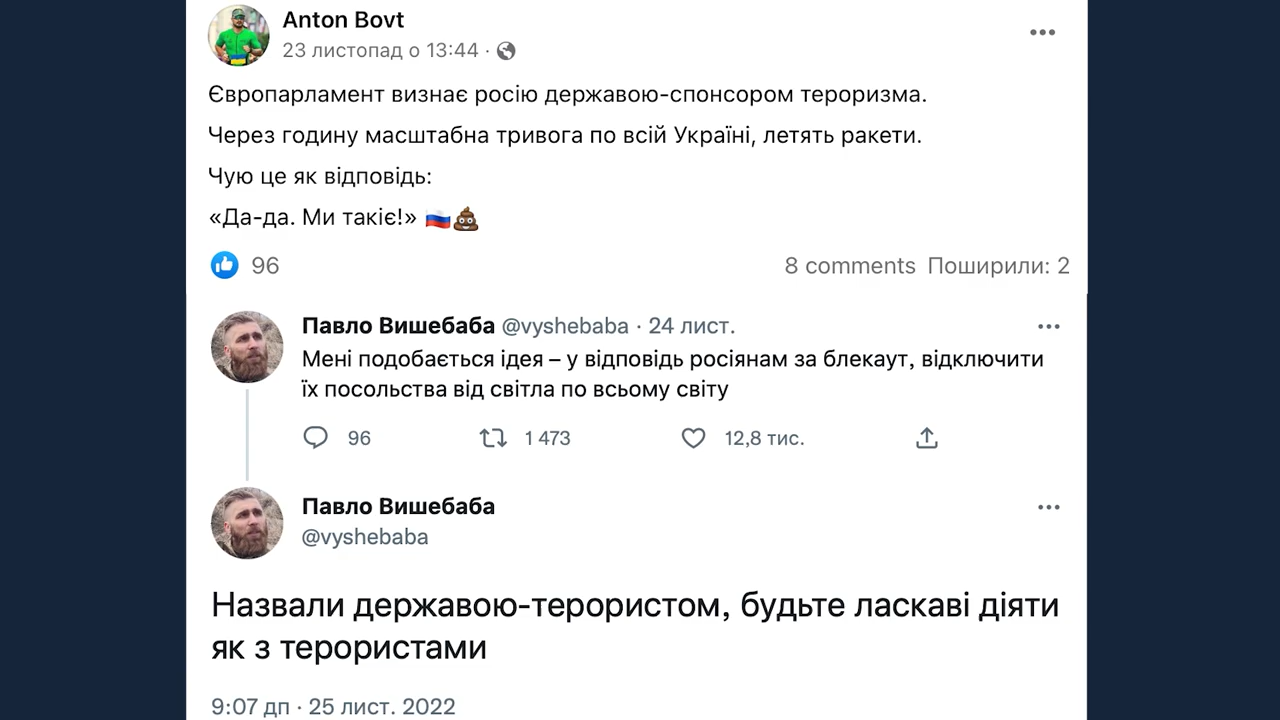 Anton Bovt
23 листопад о 13:44 ·
Європарламент визнає росію державою-спонсором тероризма.
Через годину масштабна тривога по всій Україні, летять ракети.
Чую це як відповідь:
«Да-да. Ми такіє!» 🇷🇺💩
96
8 comments Поширили: 2
Павло Вишебаба @vyshebaba · 24 лист.
Мені подобається ідея – у відповідь росіянам за блекаут, відключити
їх посольства від світла по всьому світу
96 1 473 12,8 тис.
Павло Вишебаба
@vyshebaba
Назвали державою-терористом, будьте ласкаві діяти
як з терористами
9:07 дп · 25 лист. 2022